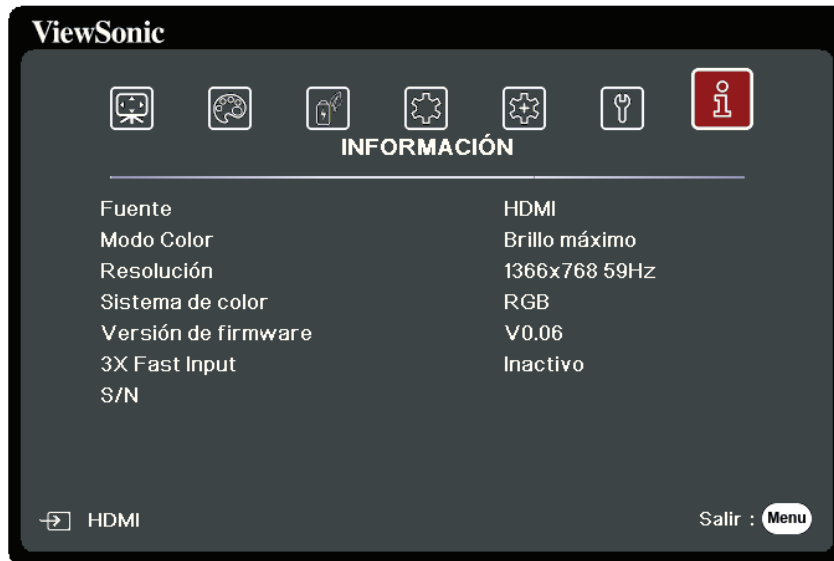 ViewSonic
INFORMACIÓN
Fuente HDMI
Modo Color Brillo máximo
Resolución 1366x768 59Hz
Sistema de color RGB
Versión de firmware V0.06
3X Fast Input Inactivo
S/N
HDMI Salir : Menu